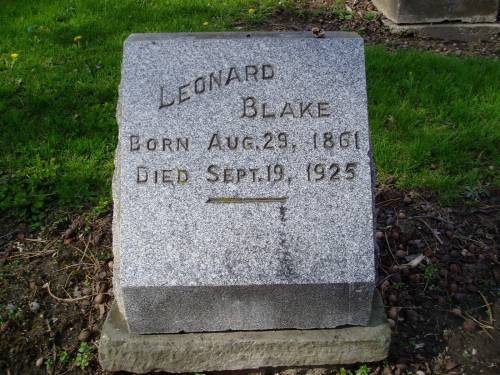 LEONARD
BLAKE
BORN AUG. 29, 1861
DIED SEPT. 19, 1925